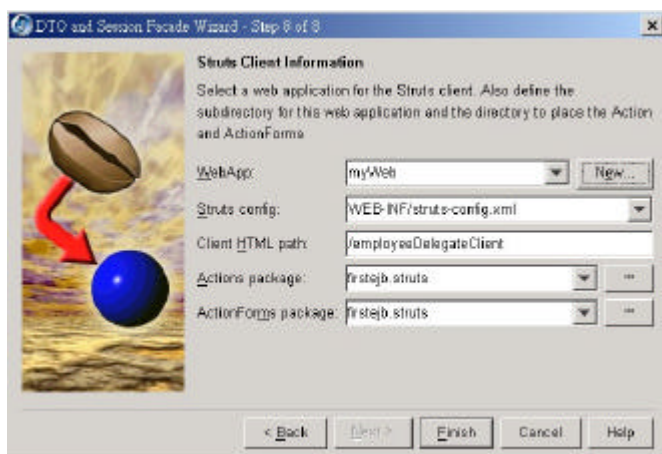 DTO and Session Facade Wizard - Step 8 of 8
Struts Client Information
Select a web application for the Struts client. Also define the
subdirectory for this web application and the directory to place the Action
and ActionForms
WebApp: myWeb New...
Struts config: WEB-INF/struts-config.xml
Client HTML path: /employeeDelegateClient
Actions package: firstejb.struts ...
ActionForms package: firstejb.struts ...
< Back Next > Finish Cancel Help